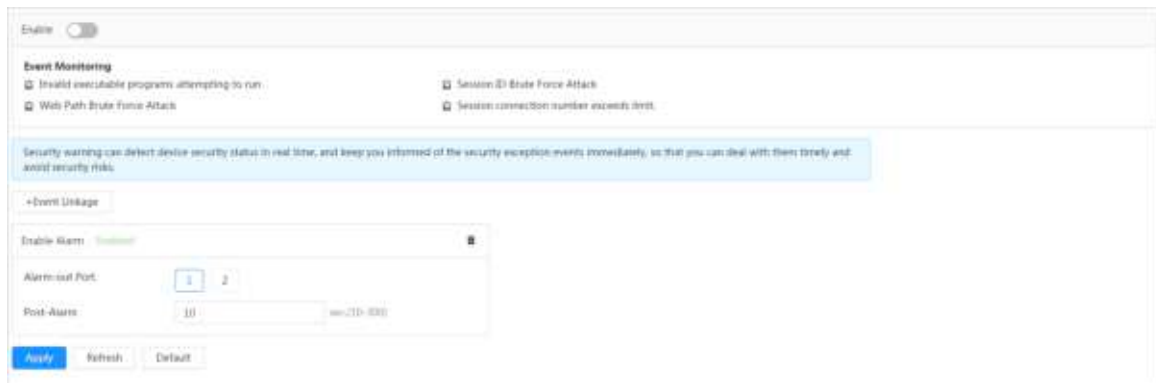 Enable
Event Monitoring
Invalid executable programs attempting to run
Session ID Brute Force Attack
Web Path Brute Force Attack
Session connection number exceeds limit
Security warning can detect device security status in real time, and keep you informed of the security exception events immediately, so that you can deal with them timely and
avoid security risks.
+Event Linkage
Enable Alarm Enabled
Alarm-out Port 1 2
Post-Alarm 10
Apply Refresh Default